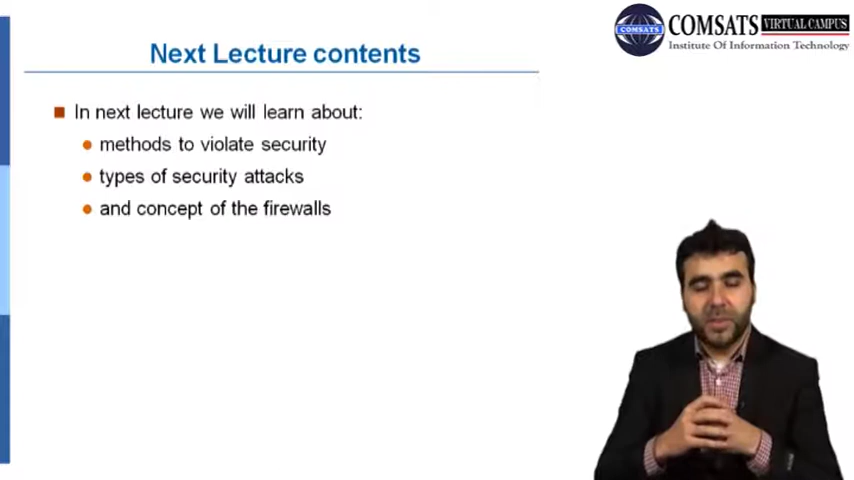 Next Lecture contents
COMSATS
COMSATS VIRTUAL CAMPUS
Institute Of Information Technology
In next lecture we will learn about:
methods to violate security
types of security attacks
and concept of the firewalls